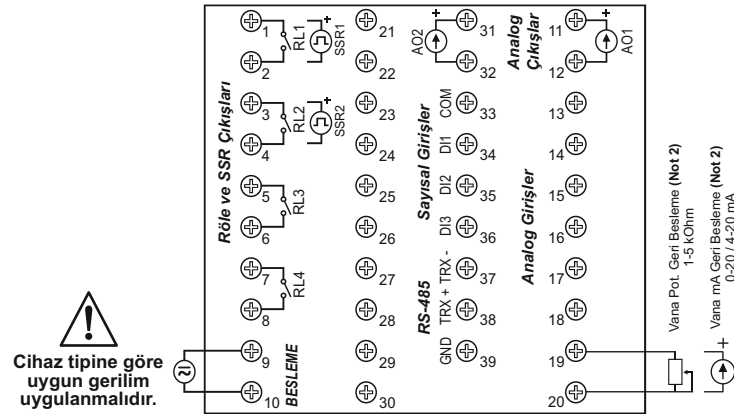 1
2
3
4
5
6
7
8
9
10
RL1
SSR1
+
RL2
SSR2
+
RL3
RL4
Röle ve SSR Çıkışları
BESLEME
Cihaz tipine göre
uygun gerilim
uygulanmalıdır.
21
22
23
24
25
26
27
28
29
30
AO2
+
31
32
33
34
35
36
37
38
39
COM
DI1
DI2
DI3
TRX -
TRX +
GND
Sayısal Girişler
RS-485
Analog
Çıkışlar
Analog Girişler
11
12
13
14
15
16
17
18
19
20
+
AO1
Vana Pot. Geri Besleme (Not 2)
1-5 kOhm
Vana mA Geri Besleme (Not 2)
0-20 / 4-20 mA
+